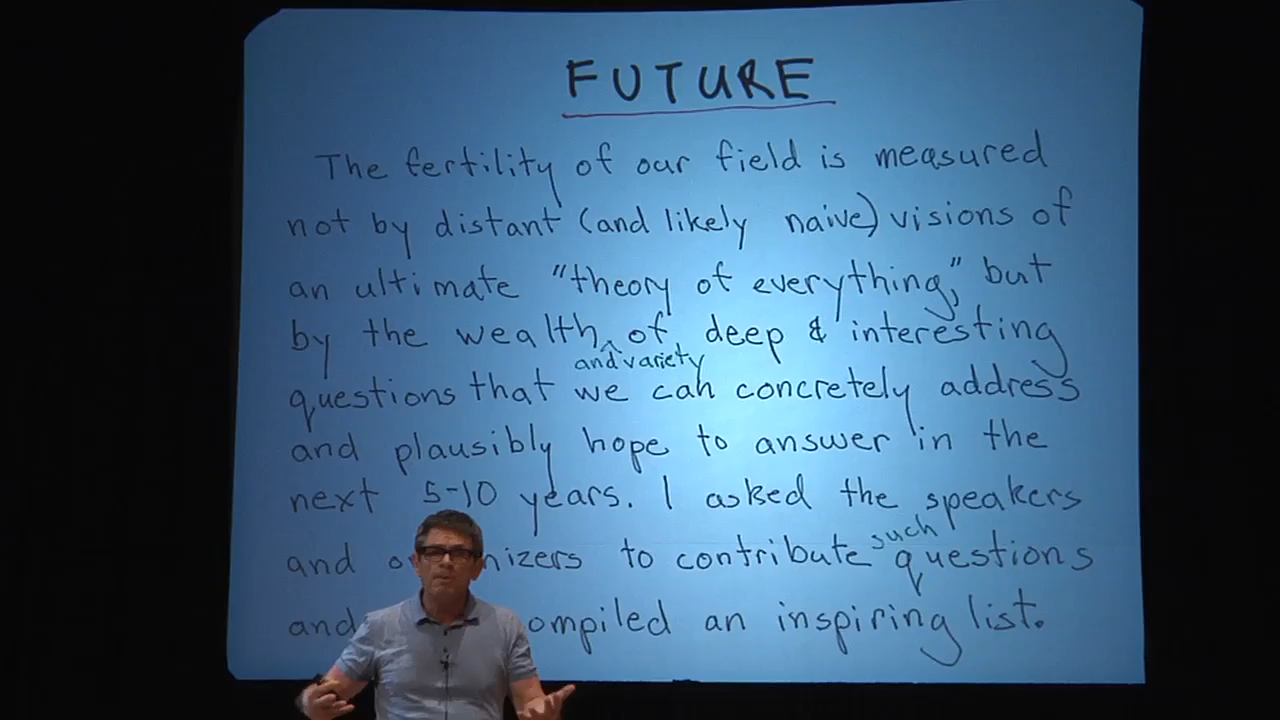 FUTURE
The fertility of our field is measured
not by distant (and likely naive) visions of
an ultimate "theory of everything," but
by the wealth ^ of deep & interesting
and variety
questions that we can concretely address
and plausibly hope to answer in the
next 5-10 years. I asked the speakers
such
and o nizers to contribute questions
and ompiled an inspiring list.